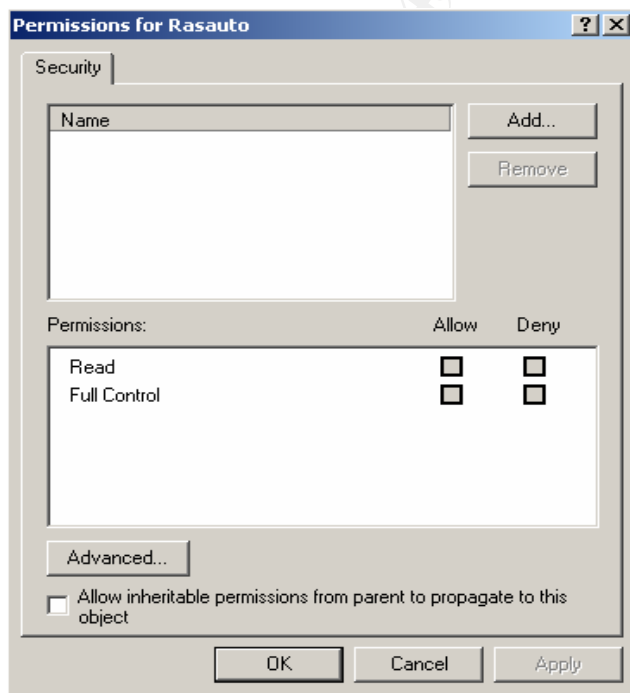 Permissions for Rasauto
? X
Security
Name
Add...
Remove
Permissions:
Allow Deny
Read
Full Control
Advanced...
Allow inheritable permissions from parent to propagate to this
object
OK Cancel Apply